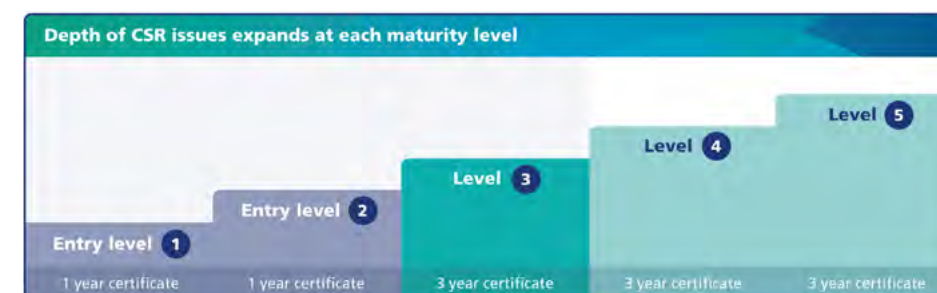 Depth of CSR issues expands at each maturity level
Level 5
Level 4
Level 3
Entry level 2
Entry level 1
1 year certificate
1 year certificate
3 year certificate
3 year certificate
3 year certificate